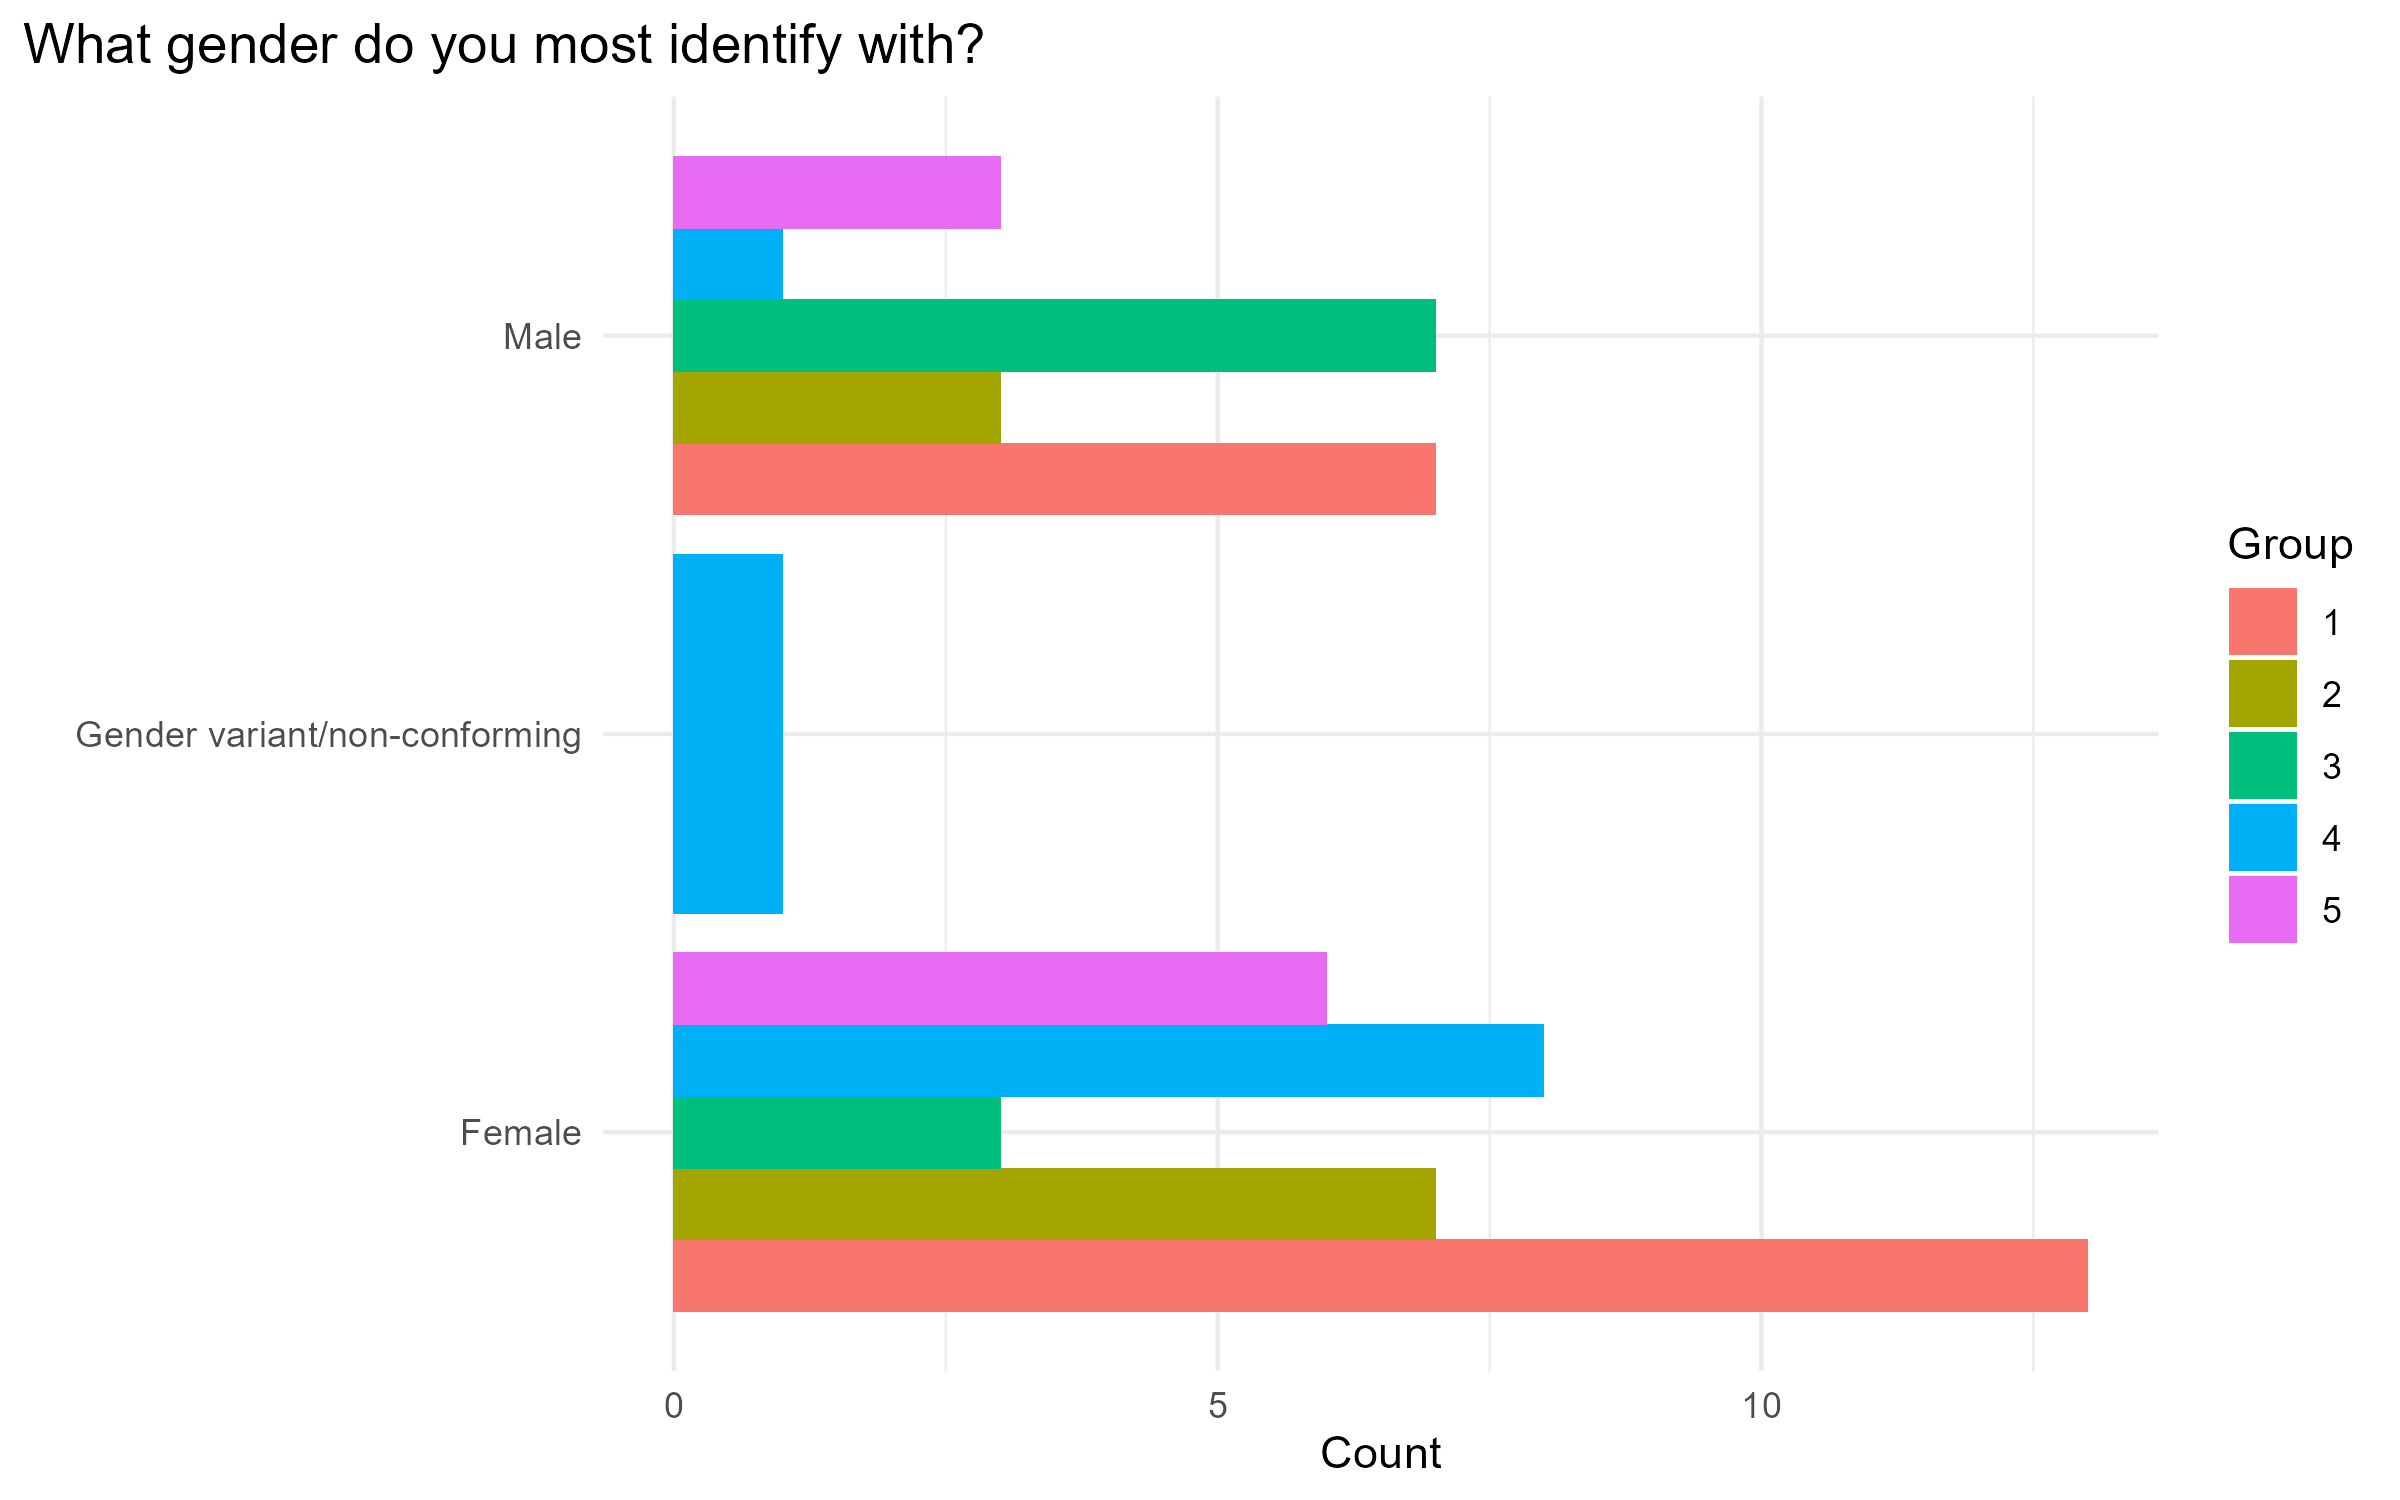 What gender do you most identify with?
Male
Gender variant/non-conforming
Female
0 5 10
Count
Group
1
2
3
4
5